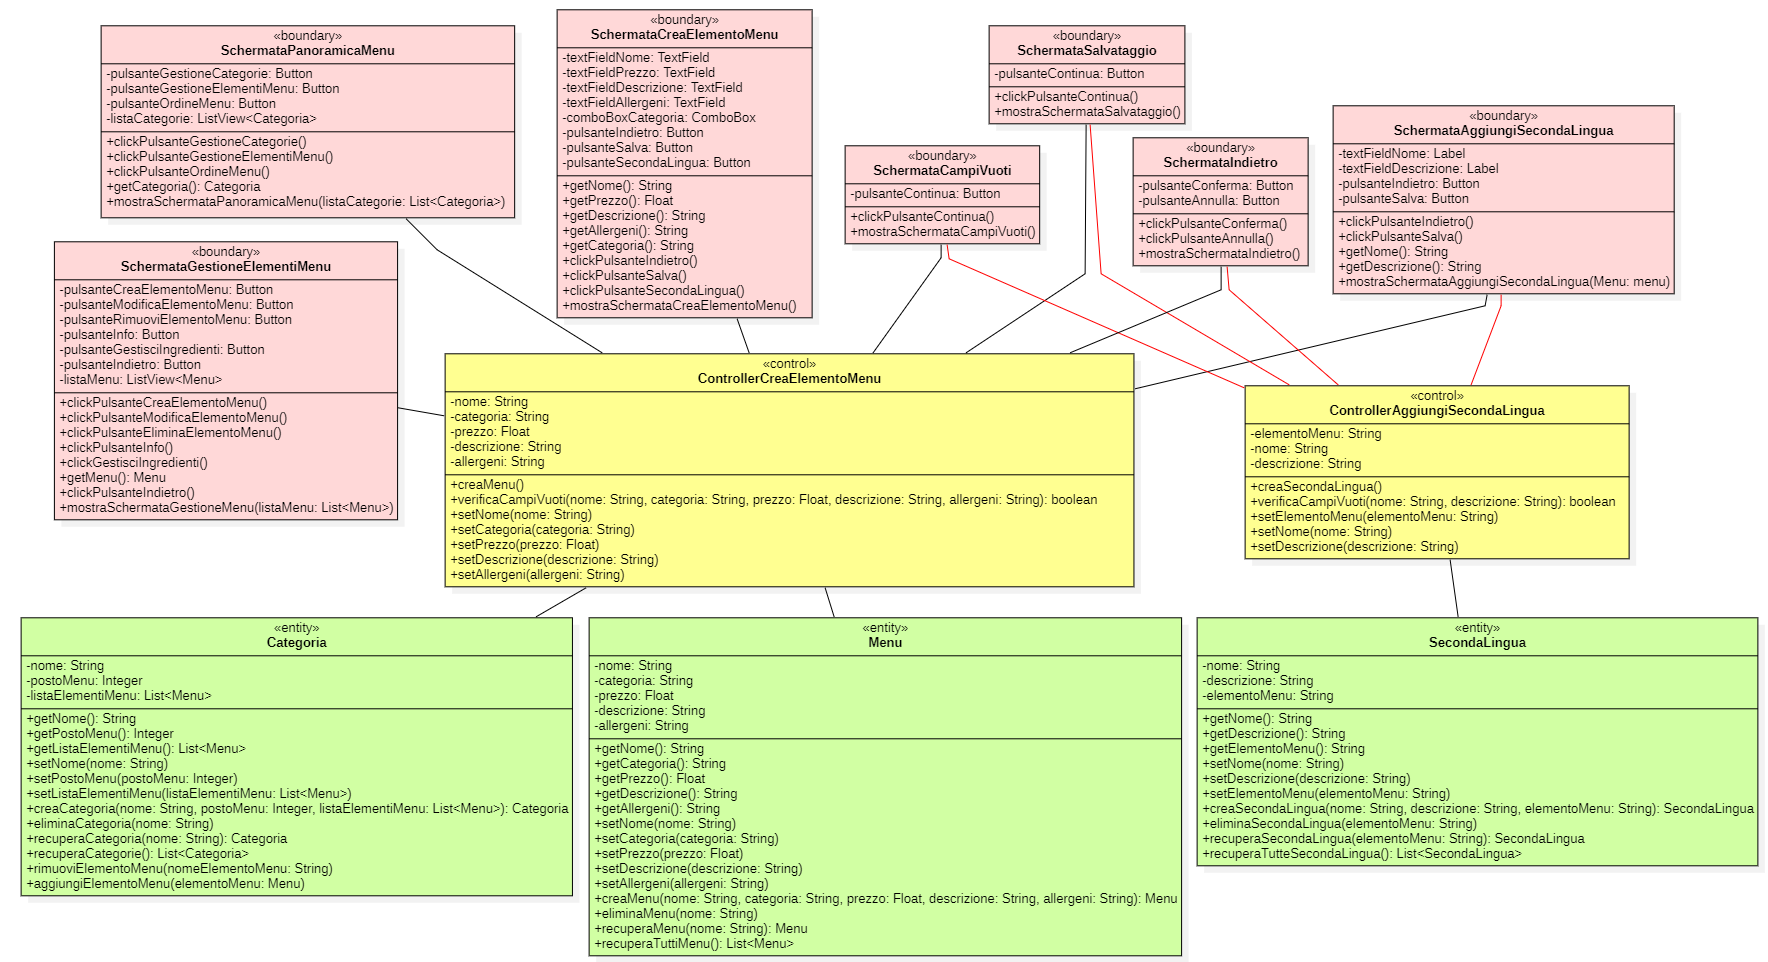 «boundary»
SchermataPanoramicaMenu
-pulsanteGestioneCategorie: Button
-pulsanteGestioneElementiMenu: Button
-pulsanteOrdineMenu: Button
-listaCategorie: ListView<Categoria>
+clickPulsanteGestioneCategorie()
+clickPulsanteGestioneElementiMenu()
+clickPulsanteOrdineMenu()
+getCategoria(): Categoria
+mostraSchermataPanoramicaMenu(listaCategorie: List<Categoria>)
«boundary»
SchermataCreaElementoMenu
-textFieldNome: TextField
-textFieldPrezzo: TextField
-textFieldDescrizione: TextField
-textFieldAllergeni: TextField
-comboBoxCategoria: ComboBox
-pulsanteIndietro: Button
-pulsanteSalva: Button
-pulsanteSecondaLingua: Button
+getNome(): String
+getPrezzo(): Float
+getDescrizione(): String
+getAllergeni(): String
+getCategoria(): String
+clickPulsanteIndietro()
+clickPulsanteSalva()
+clickPulsanteSecondaLingua()
+mostraSchermataCreaElementoMenu()
«boundary»
SchermataSalvataggio
-pulsanteContinua: Button
+clickPulsanteContinua()
+mostraSchermataSalvataggio()
«boundary»
SchermataCampiVuoti
-pulsanteContinua: Button
+clickPulsanteContinua()
+mostraSchermataCampiVuoti()
«boundary»
SchermataIndietro
-pulsanteConferma: Button
-pulsanteAnnulla: Button
+clickPulsanteConferma()
+clickPulsanteAnnulla()
+mostraSchermataIndietro()
«boundary»
SchermataAggiungiSecondaLingua
-textFieldNome: Label
-textFieldDescrizione: Label
-pulsanteIndietro: Button
-pulsanteSalva: Button
+clickPulsanteIndietro()
+clickPulsanteSalva()
+getNome(): String
+getDescrizione(): String
+mostraSchermataAggiungiSecondaLingua(Menu: menu)
«boundary»
SchermataGestioneElementiMenu
-pulsanteCreaElementoMenu: Button
-pulsanteModificaElementoMenu: Button
-pulsanteRimuoviElementoMenu: Button
-pulsanteInfo: Button
-pulsanteGestisciIngredienti: Button
-pulsanteIndietro: Button
-listaMenu: ListView<Menu>
+clickPulsanteCreaElementoMenu()
+clickPulsanteModificaElementoMenu()
+clickPulsanteEliminaElementoMenu()
+clickPulsanteInfo()
+clickGestisciIngredienti()
+getMenu(): Menu
+clickPulsanteIndietro()
+mostraSchermataGestioneMenu(listaMenu: List<Menu>)
«control»
ControllerCreaElementoMenu
-nome: String
-categoria: String
-prezzo: Float
-descrizione: String
-allergeni: String
+creaMenu()
+verificaCampiVuoti(nome: String, categoria: String, prezzo: Float, descrizione: String, allergeni: String): boolean
+setNome(nome: String)
+setCategoria(categoria: String)
+setPrezzo(prezzo: Float)
+setDescrizione(descrizione: String)
+setAllergeni(allergeni: String)
«control»
ControllerAggiungiSecondaLingua
-elementoMenu: String
-nome: String
-descrizione: String
+creaSecondaLingua()
+verificaCampiVuoti(nome: String, descrizione: String): boolean
+setElementoMenu(elementoMenu: String)
+setNome(nome: String)
+setDescrizione(descrizione: String)
«entity»
Categoria
-nome: String
-postoMenu: Integer
-listaElementiMenu: List<Menu>
+getNome(): String
+getPostoMenu(): Integer
+getListaElementiMenu(): List<Menu>
+setNome(nome: String)
+setPostoMenu(postoMenu: Integer)
+setListaElementiMenu(listaElementiMenu: List<Menu>)
+creaCategoria(nome: String, postoMenu: Integer, listaElementiMenu: List<Menu>): Categoria
+eliminaCategoria(nome: String)
+recuperaCategoria(nome: String): Categoria
+recuperaCategorie(): List<Categoria>
+rimuoviElementoMenu(nomeElementoMenu: String)
+aggiungiElementoMenu(elementoMenu: Menu)
«entity»
Menu
-nome: String
-categoria: String
-prezzo: Float
-descrizione: String
-allergeni: String
+getNome(): String
+getCategoria(): String
+getPrezzo(): Float
+getDescrizione(): String
+getAllergeni(): String
+setNome(nome: String)
+setCategoria(categoria: String)
+setPrezzo(prezzo: Float)
+setDescrizione(descrizione: String)
+setAllergeni(allergeni: String)
+creaMenu(nome: String, categoria: String, prezzo: Float, descrizione: String, allergeni: String): Menu
+eliminaMenu(nome: String)
+recuperaMenu(nome: String): Menu
+recuperaTuttiMenu(): List<Menu>
«entity»
SecondaLingua
-nome: String
-descrizione: String
-elementoMenu: String
+getNome(): String
+getDescrizione(): String
+getElementoMenu(): String
+setNome(nome: String)
+setDescrizione(descrizione: String)
+setElementoMenu(elementoMenu: String)
+creaSecondaLingua(nome: String, descrizione: String, elementoMenu: String): SecondaLingua
+eliminaSecondaLingua(elementoMenu: String)
+recuperaSecondaLingua(elementoMenu: String): SecondaLingua
+recuperaTutteSecondaLingua(): List<SecondaLingua>